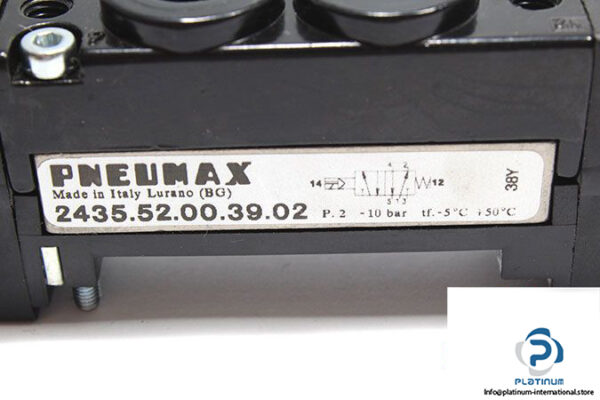 PNEUMAX
Made in Italy Lurano (BG)
2435.52.00.39.02
14
4 2
12
5 1 3
P. 2 -10 bar tf.-5°C +50°C
38Y
PLATINUM
Info@platinum-international.store